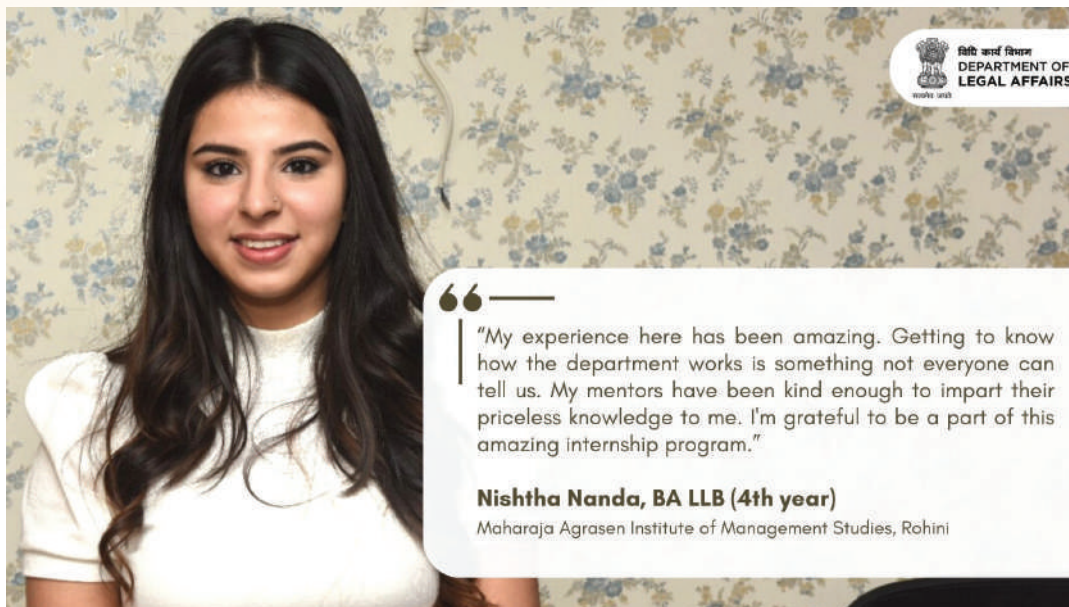 विधि कार्य विभाग
DEPARTMENT OF
LEGAL AFFAIRS
सत्यमेव जयते
“My experience here has been amazing. Getting to know
how the department works is something not everyone can
tell us. My mentors have been kind enough to impart their
priceless knowledge to me. I'm grateful to be a part of this
amazing internship program.”
Nishtha Nanda, BA LLB (4th year)
Maharaja Agrasen Institute of Management Studies, Rohini